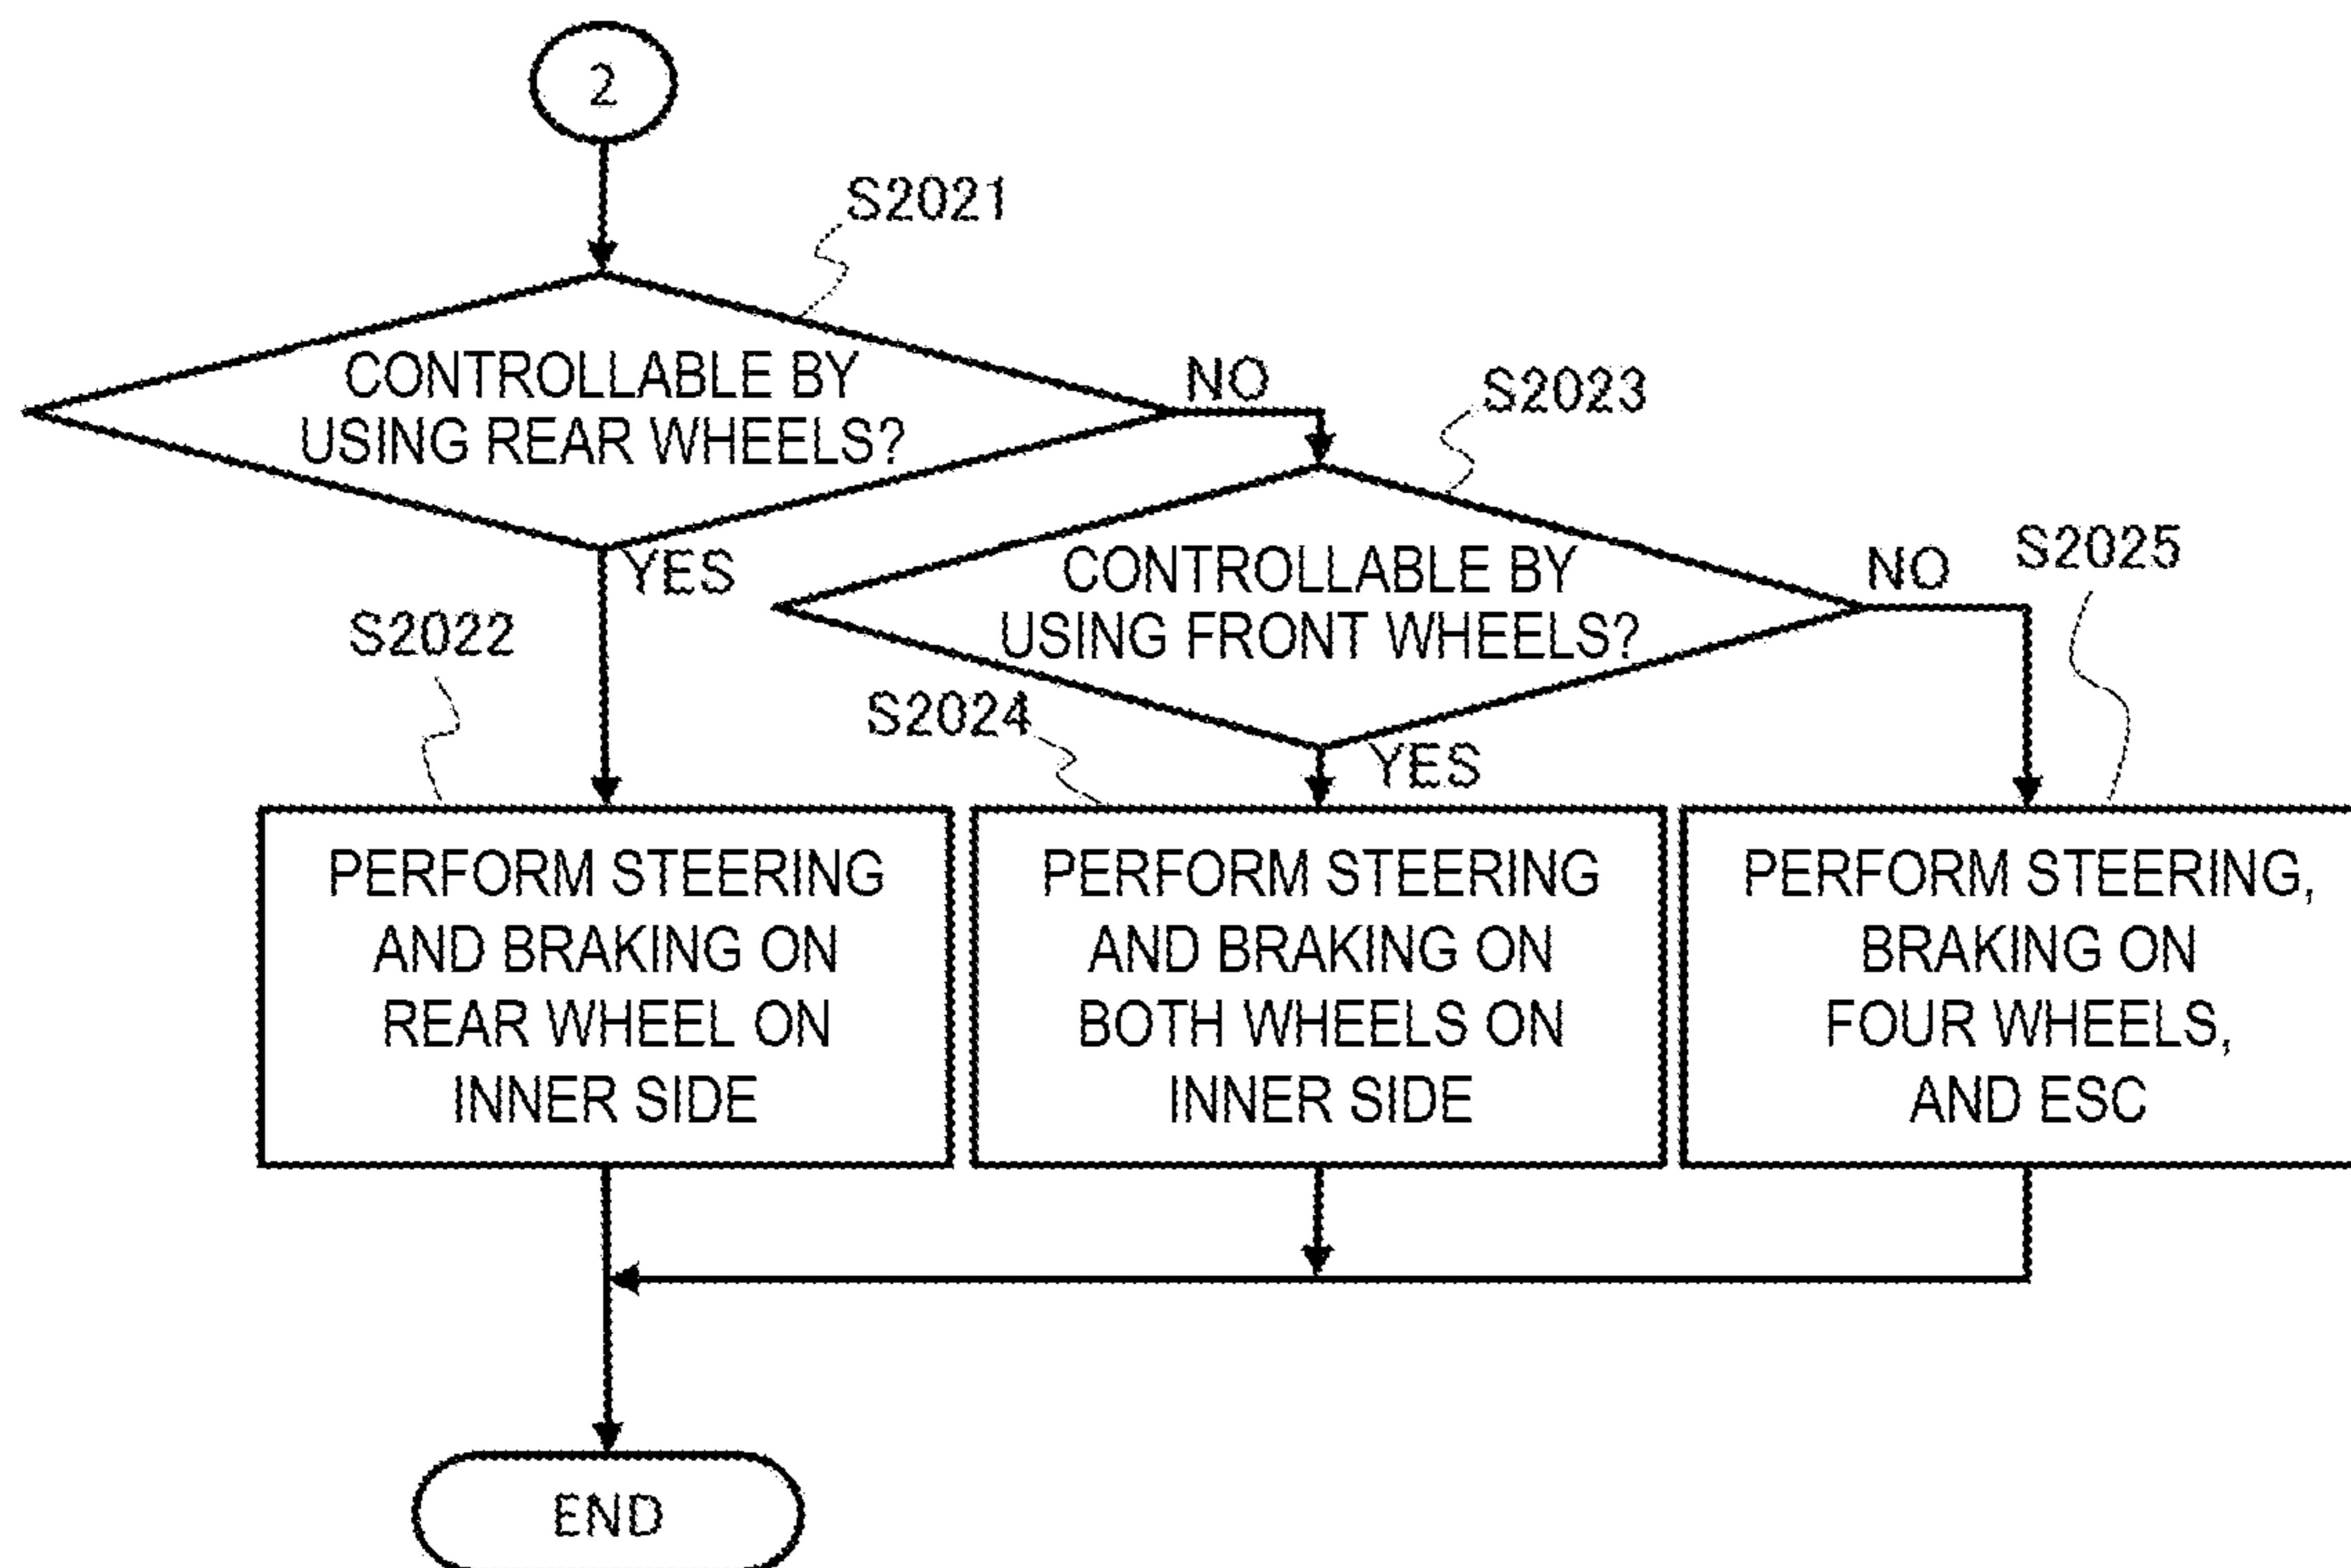 2
S2021
CONTROLLABLE BY
USING REAR WHEELS?
NO
YES
S2023
CONTROLLABLE BY
USING FRONT WHEELS?
NO
YES
S2022
PERFORM STEERING
AND BRAKING ON
REAR WHEEL ON
INNER SIDE
S2024
PERFORM STEERING
AND BRAKING ON
BOTH WHEELS ON
INNER SIDE
S2025
PERFORM STEERING,
BRAKING ON
FOUR WHEELS,
AND ESC
END